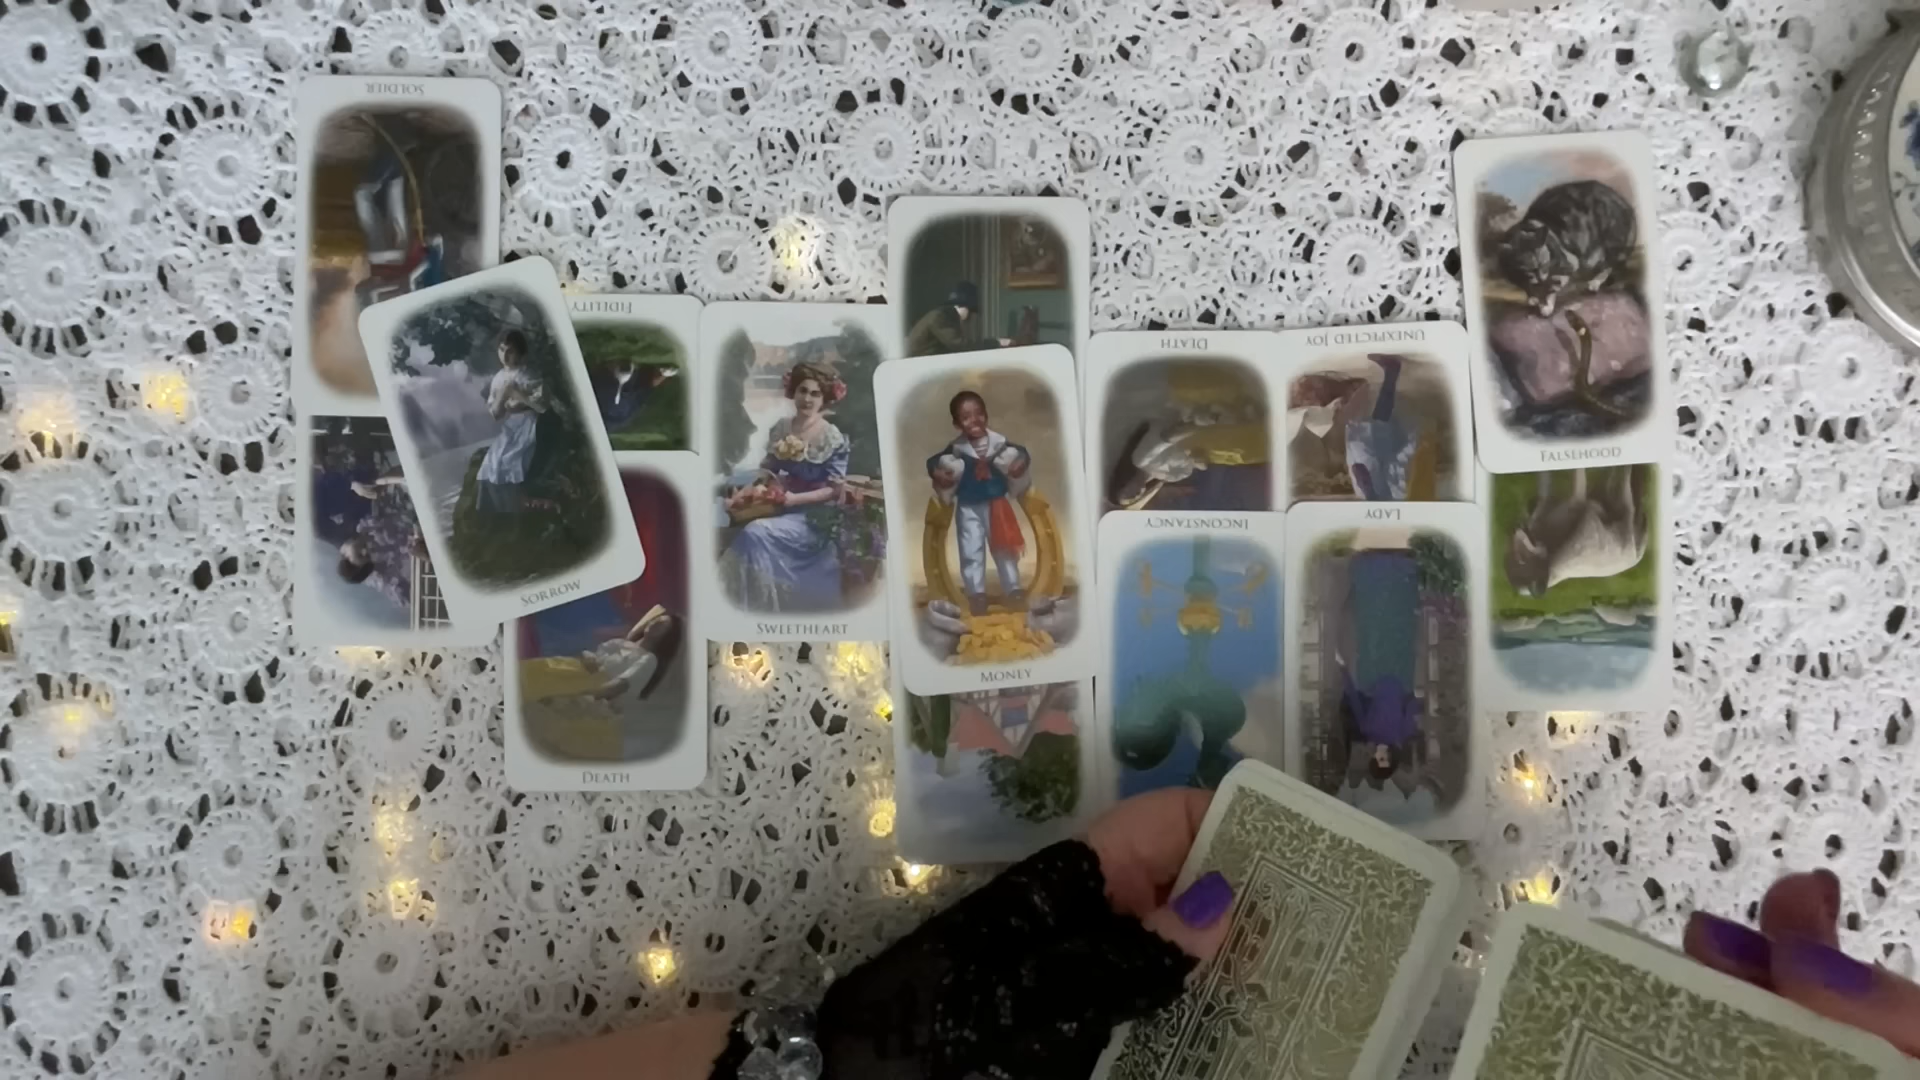 SOLDIER
FIDELITY
DEATH
UNEXPECTED JOY
FALSEHOOD
INCONSTANCY
LADY
SORROW
SWEETHEART
MONEY
DEATH